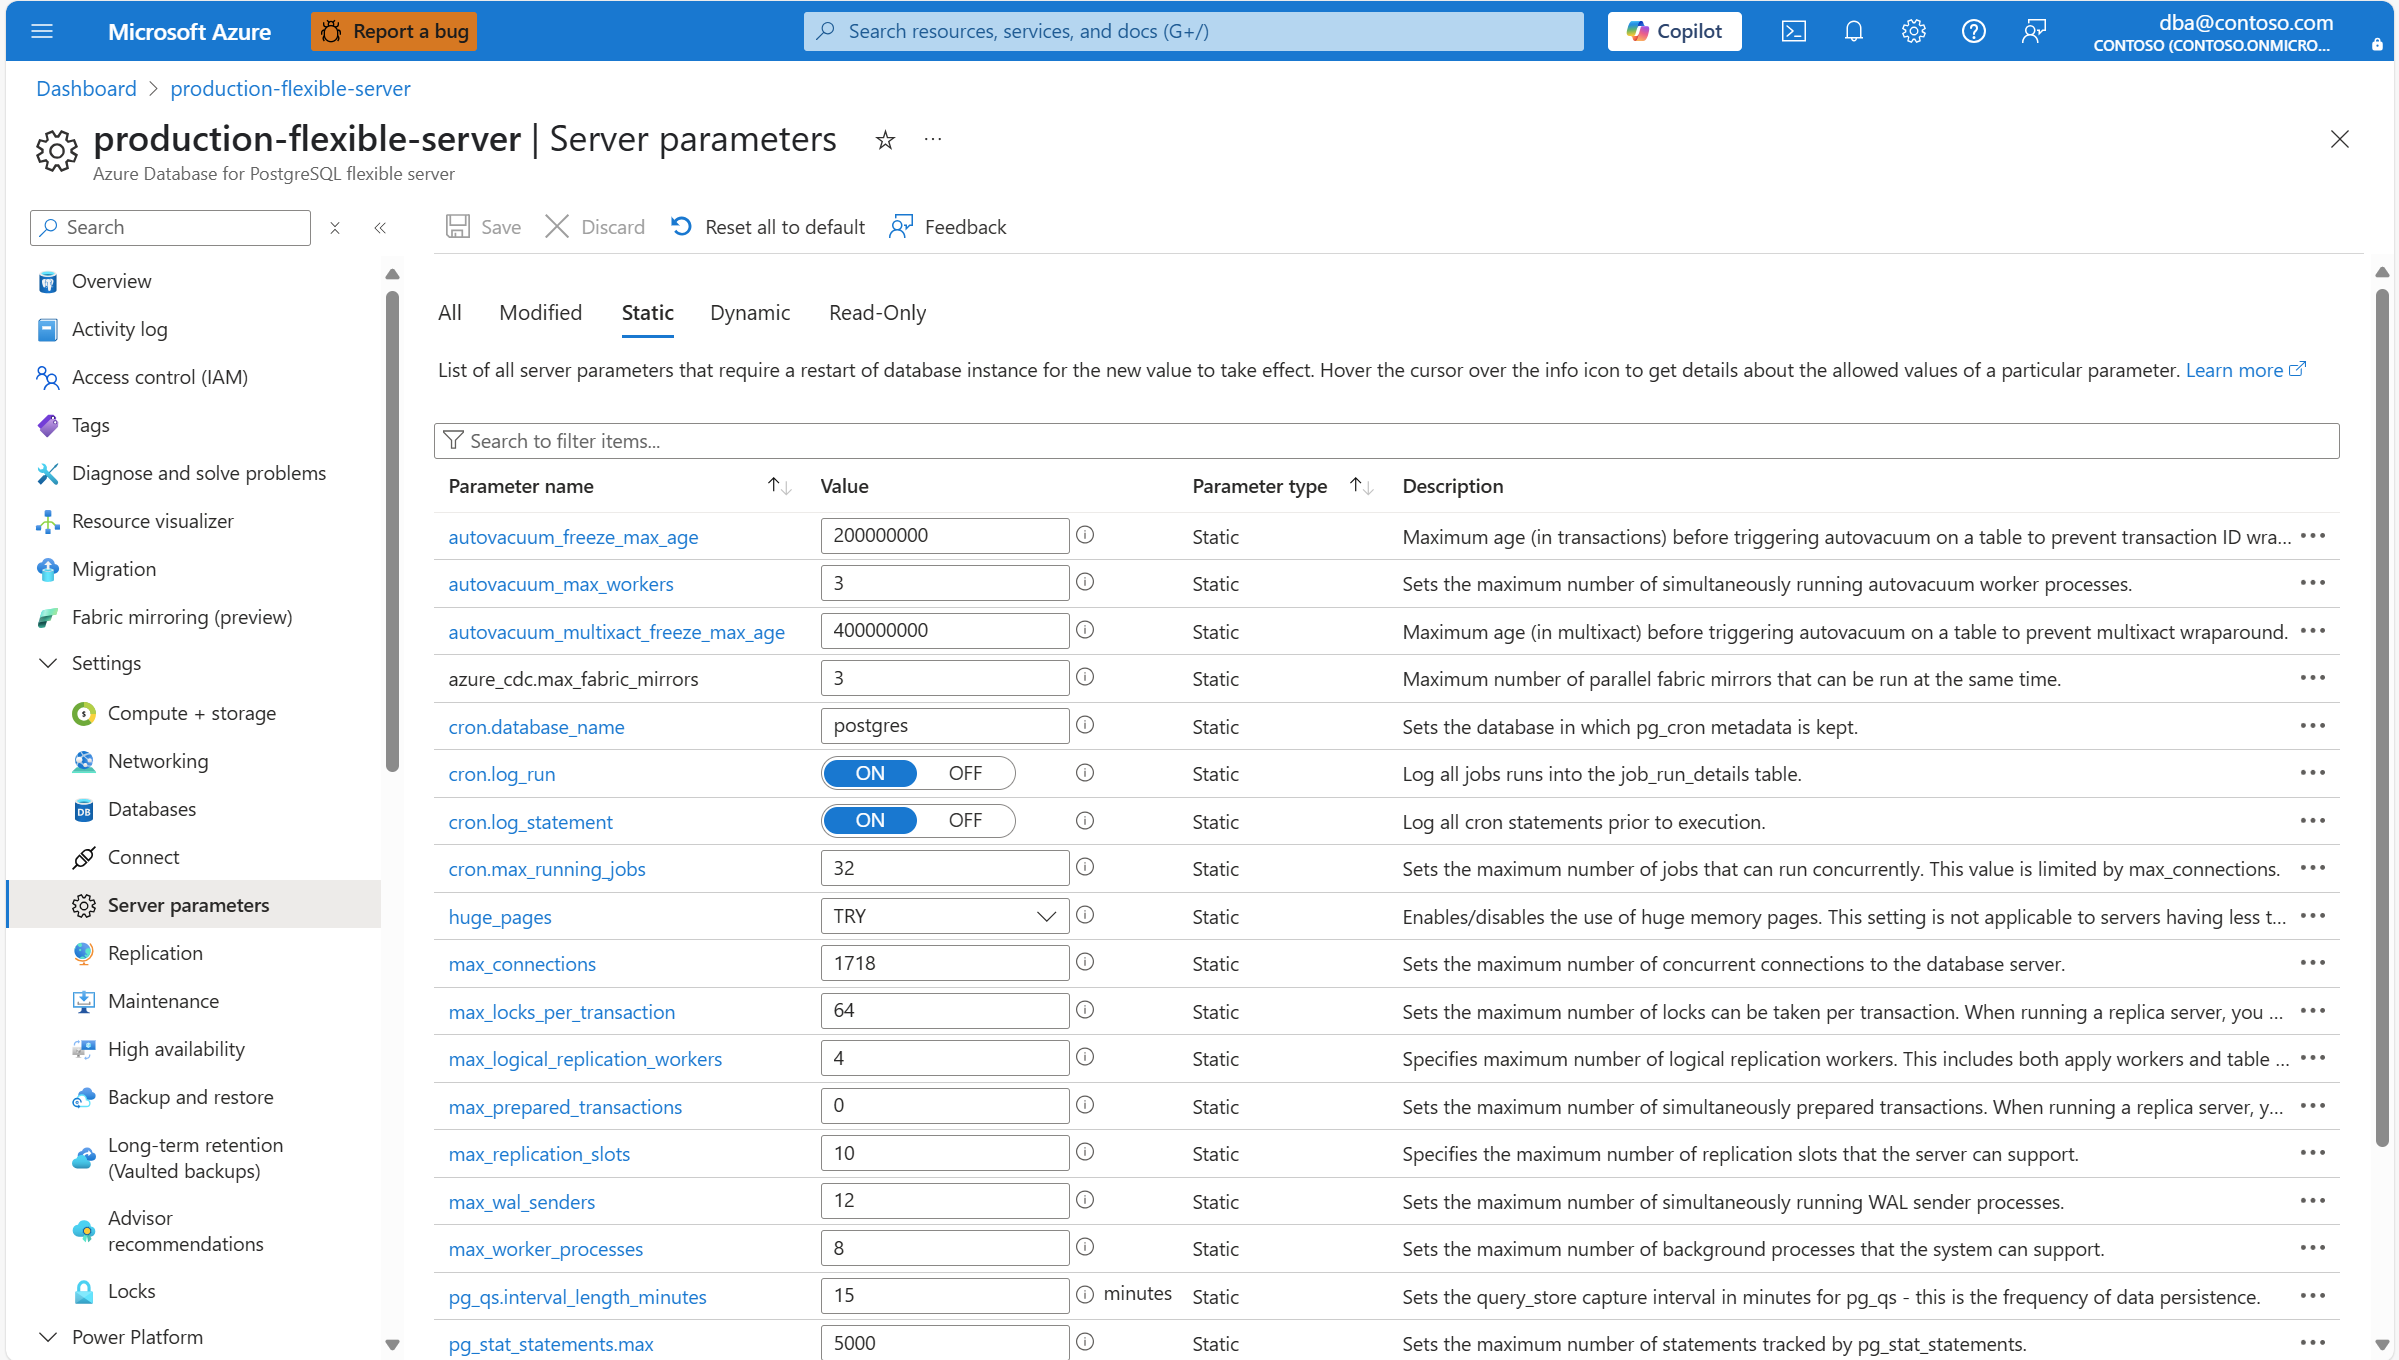 Microsoft Azure
Report a bug
Search resources, services, and docs (G+/)
Copilot
dba@contoso.com
CONTOSO (CONTOSO.ONMICRO...
Dashboard > production-flexible-server
production-flexible-server | Server parameters
Azure Database for PostgreSQL flexible server
Search
Overview
Activity log
Access control (IAM)
Tags
Diagnose and solve problems
Resource visualizer
Migration
Fabric mirroring (preview)
Settings
Compute + storage
Networking
Databases
Connect
Server parameters
Replication
Maintenance
High availability
Backup and restore
Long-term retention
(Vaulted backups)
Advisor
recommendations
Locks
Power Platform
Save Discard Reset all to default Feedback
All Modified Static Dynamic Read-Only
List of all server parameters that require a restart of database instance for the new value to take effect. Hover the cursor over the info icon to get details about the allowed values of a particular parameter. Learn more
Search to filter items...
Parameter name Value Parameter type Description
autovacuum_freeze_max_age 200000000 Static Maximum age (in transactions) before triggering autovacuum on a table to prevent transaction ID wra...
autovacuum_max_workers 3 Static Sets the maximum number of simultaneously running autovacuum worker processes.
autovacuum_multixact_freeze_max_age 400000000 Static Maximum age (in multixact) before triggering autovacuum on a table to prevent multixact wraparound.
azure_cdc.max_fabric_mirrors 3 Static Maximum number of parallel fabric mirrors that can be run at the same time.
cron.database_name postgres Static Sets the database in which pg_cron metadata is kept.
cron.log_run ON OFF Static Log all jobs runs into the job_run_details table.
cron.log_statement ON OFF Static Log all cron statements prior to execution.
cron.max_running_jobs 32 Static Sets the maximum number of jobs that can run concurrently. This value is limited by max_connections.
huge_pages TRY Static Enables/disables the use of huge memory pages. This setting is not applicable to servers having less t...
max_connections 1718 Static Sets the maximum number of concurrent connections to the database server.
max_locks_per_transaction 64 Static Sets the maximum number of locks can be taken per transaction. When running a replica server, you ...
max_logical_replication_workers 4 Static Specifies maximum number of logical replication workers. This includes both apply workers and table ...
max_prepared_transactions 0 Static Sets the maximum number of simultaneously prepared transactions. When running a replica server, y...
max_replication_slots 10 Static Specifies the maximum number of replication slots that the server can support.
max_wal_senders 12 Static Sets the maximum number of simultaneously running WAL sender processes.
max_worker_processes 8 Static Sets the maximum number of background processes that the system can support.
pg_qs.interval_length_minutes 15 minutes Static Sets the query_store capture interval in minutes for pg_qs - this is the frequency of data persistence.
pg_stat_statements.max 5000 Static Sets the maximum number of statements tracked by pg_stat_statements.